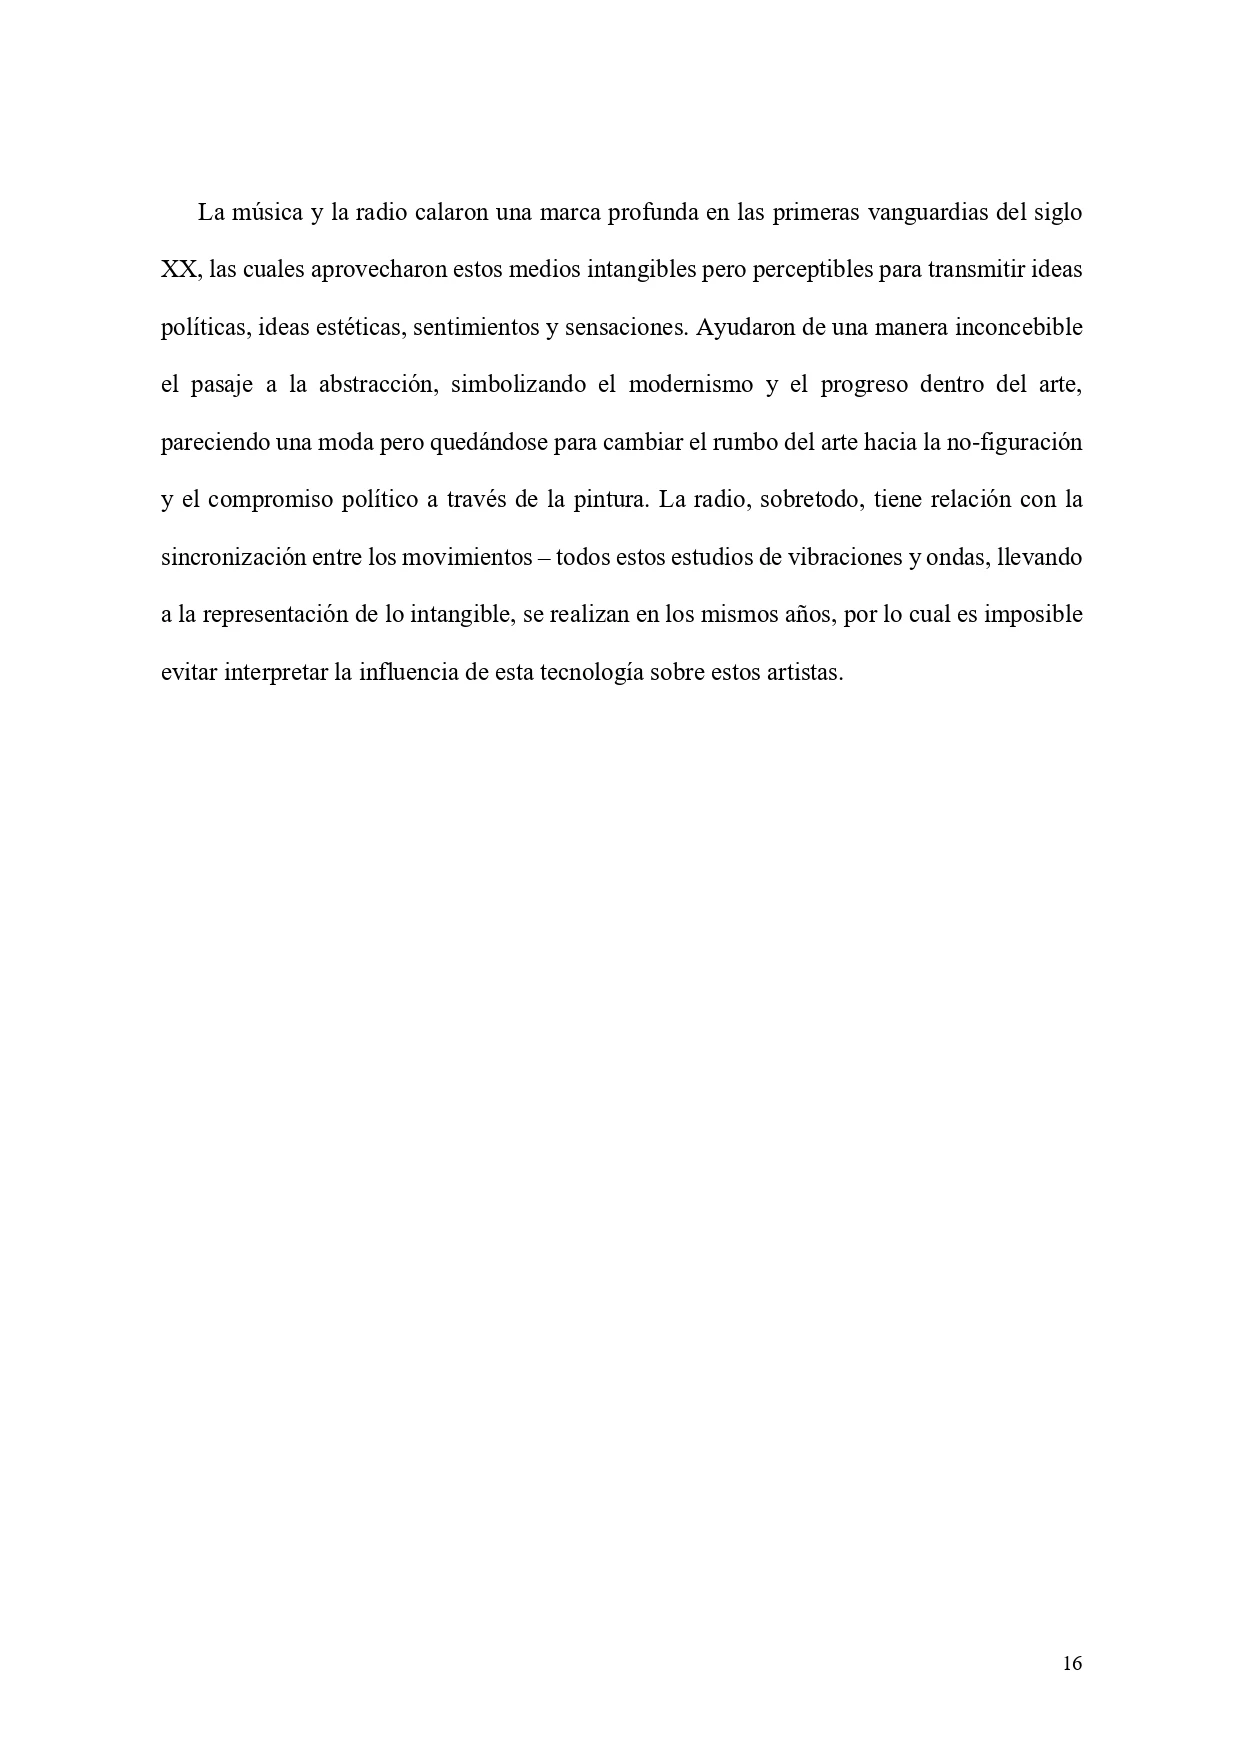 La música y la radio calaron una marca profunda en las primeras vanguardias del siglo
XX, las cuales aprovecharon estos medios intangibles pero perceptibles para transmitir ideas
políticas, ideas estéticas, sentimientos y sensaciones. Ayudaron de una manera inconcebible
el pasaje a la abstracción, simbolizando el modernismo y el progreso dentro del arte,
pareciendo una moda pero quedándose para cambiar el rumbo del arte hacia la no-figuración
y el compromiso político a través de la pintura. La radio, sobretodo, tiene relación con la
sincronización entre los movimientos – todos estos estudios de vibraciones y ondas, llevando
a la representación de lo intangible, se realizan en los mismos años, por lo cual es imposible
evitar interpretar la influencia de esta tecnología sobre estos artistas.
16